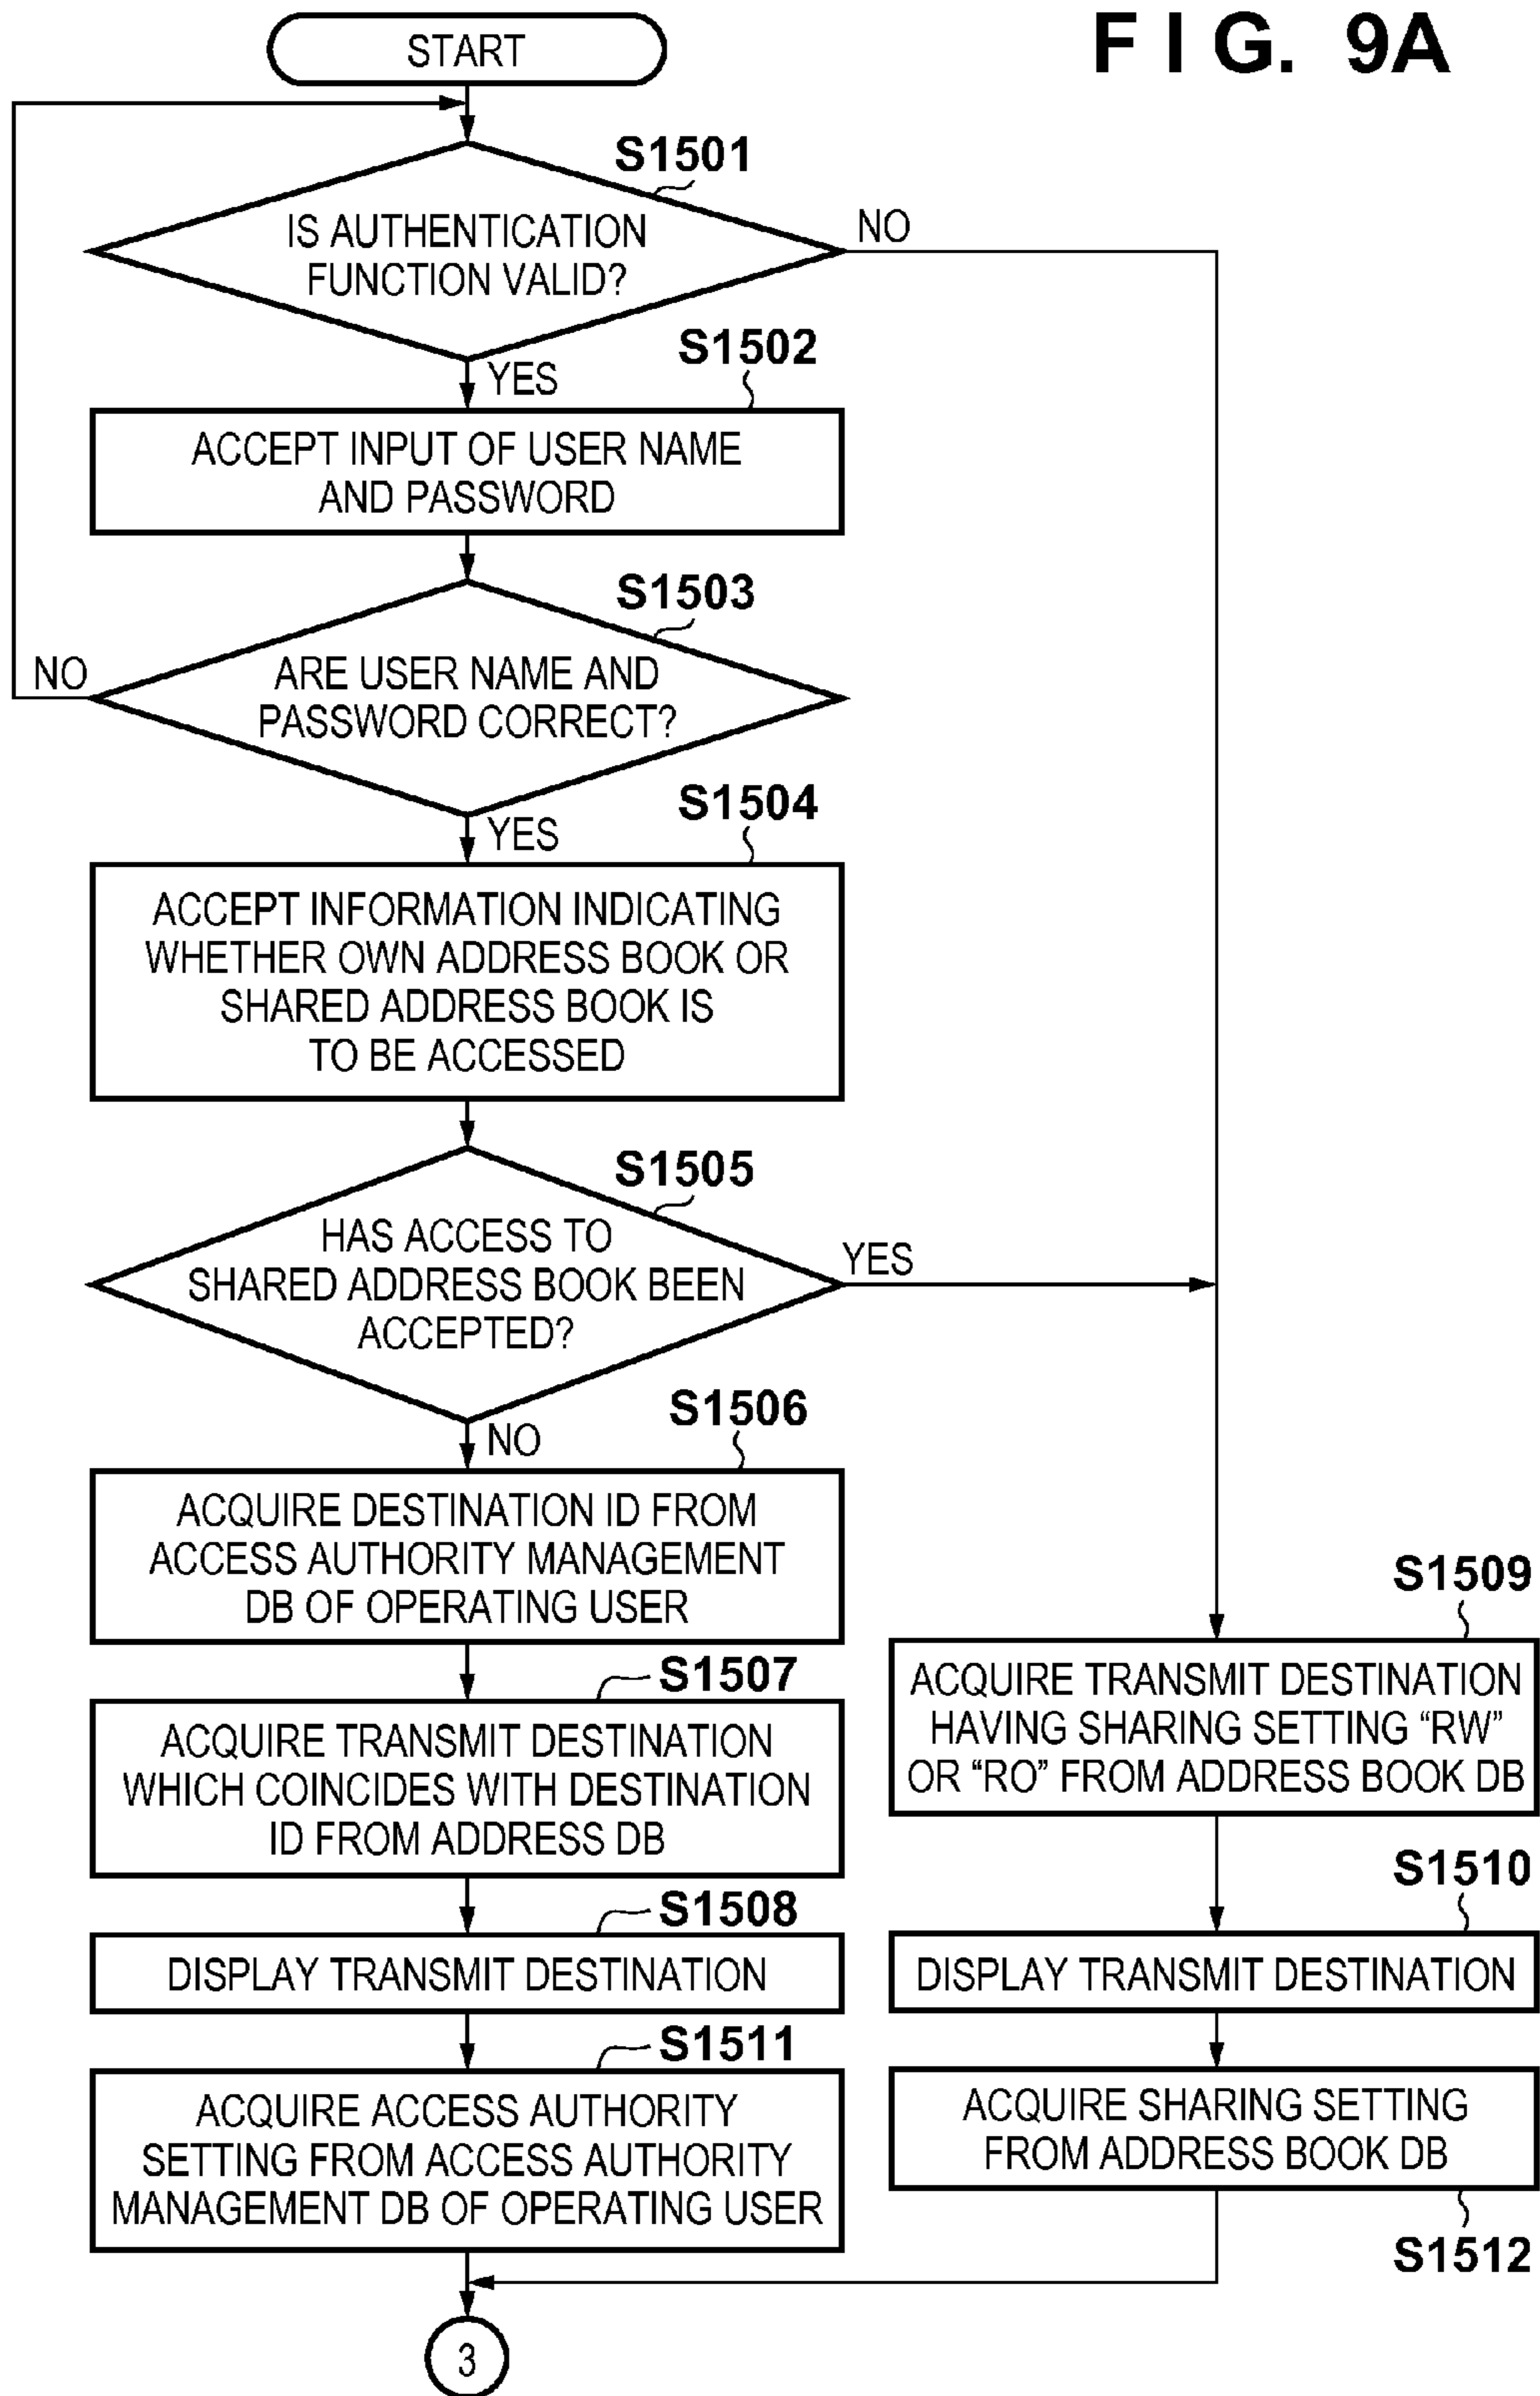 FIG. 9A
START
S1501
IS AUTHENTICATION
FUNCTION VALID?
NO
YES
S1502
ACCEPT INPUT OF USER NAME
AND PASSWORD
S1503
ARE USER NAME AND
PASSWORD CORRECT?
NO
YES
S1504
ACCEPT INFORMATION INDICATING
WHETHER OWN ADDRESS BOOK OR
SHARED ADDRESS BOOK IS
TO BE ACCESSED
S1505
HAS ACCESS TO
SHARED ADDRESS BOOK BEEN
ACCEPTED?
YES
NO
S1506
ACQUIRE DESTINATION ID FROM
ACCESS AUTHORITY MANAGEMENT
DB OF OPERATING USER
S1507
ACQUIRE TRANSMIT DESTINATION
WHICH COINCIDES WITH DESTINATION
ID FROM ADDRESS DB
S1508
DISPLAY TRANSMIT DESTINATION
S1511
ACQUIRE ACCESS AUTHORITY
SETTING FROM ACCESS AUTHORITY
MANAGEMENT DB OF OPERATING USER
S1509
ACQUIRE TRANSMIT DESTINATION
HAVING SHARING SETTING “RW”
OR “RO” FROM ADDRESS BOOK DB
S1510
DISPLAY TRANSMIT DESTINATION
ACQUIRE SHARING SETTING
FROM ADDRESS BOOK DB
S1512
3